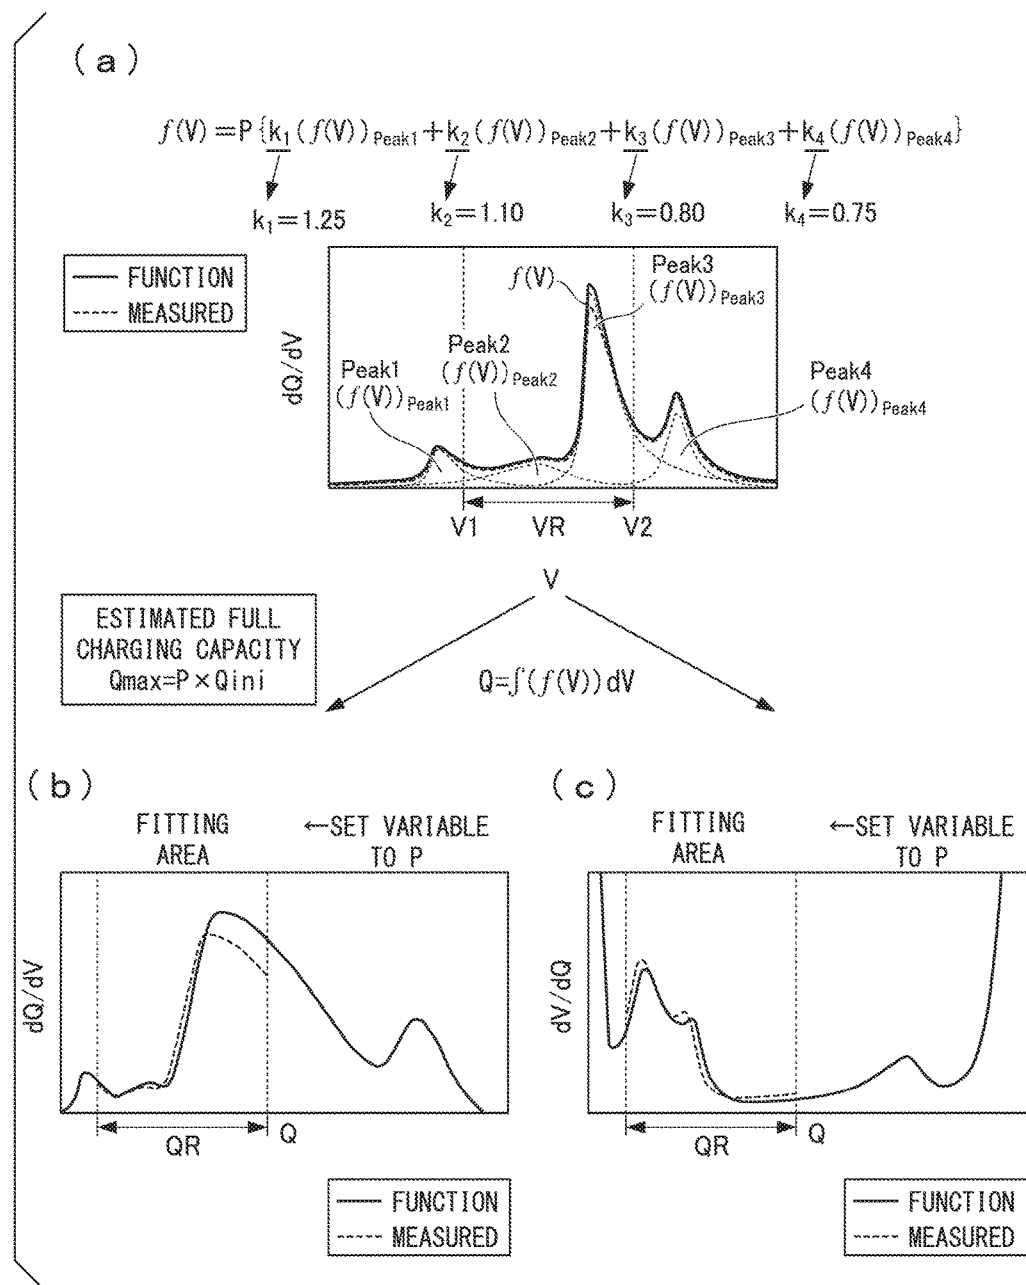 (a)
f(V)=P{k1(f(V))Peak1+k2(f(V))Peak2+k3(f(V))Peak3+k4(f(V))Peak4}
k1=1.25 k2=1.10 k3=0.80 k4=0.75
FUNCTION
MEASURED
dQ/dV
f(V)
Peak3
(f(V))Peak3
Peak2
(f(V))Peak2
Peak1
(f(V))Peak1
Peak4
(f(V))Peak4
V1 VR V2
V
ESTIMATED FULL
CHARGING CAPACITY
Qmax=P×Qini
Q=∫(f(V))dV
(b)
FITTING
AREA
←SET VARIABLE
TO P
dQ/dV
QR Q
FUNCTION
MEASURED
(c)
FITTING
AREA
←SET VARIABLE
TO P
dV/dQ
QR Q
FUNCTION
MEASURED